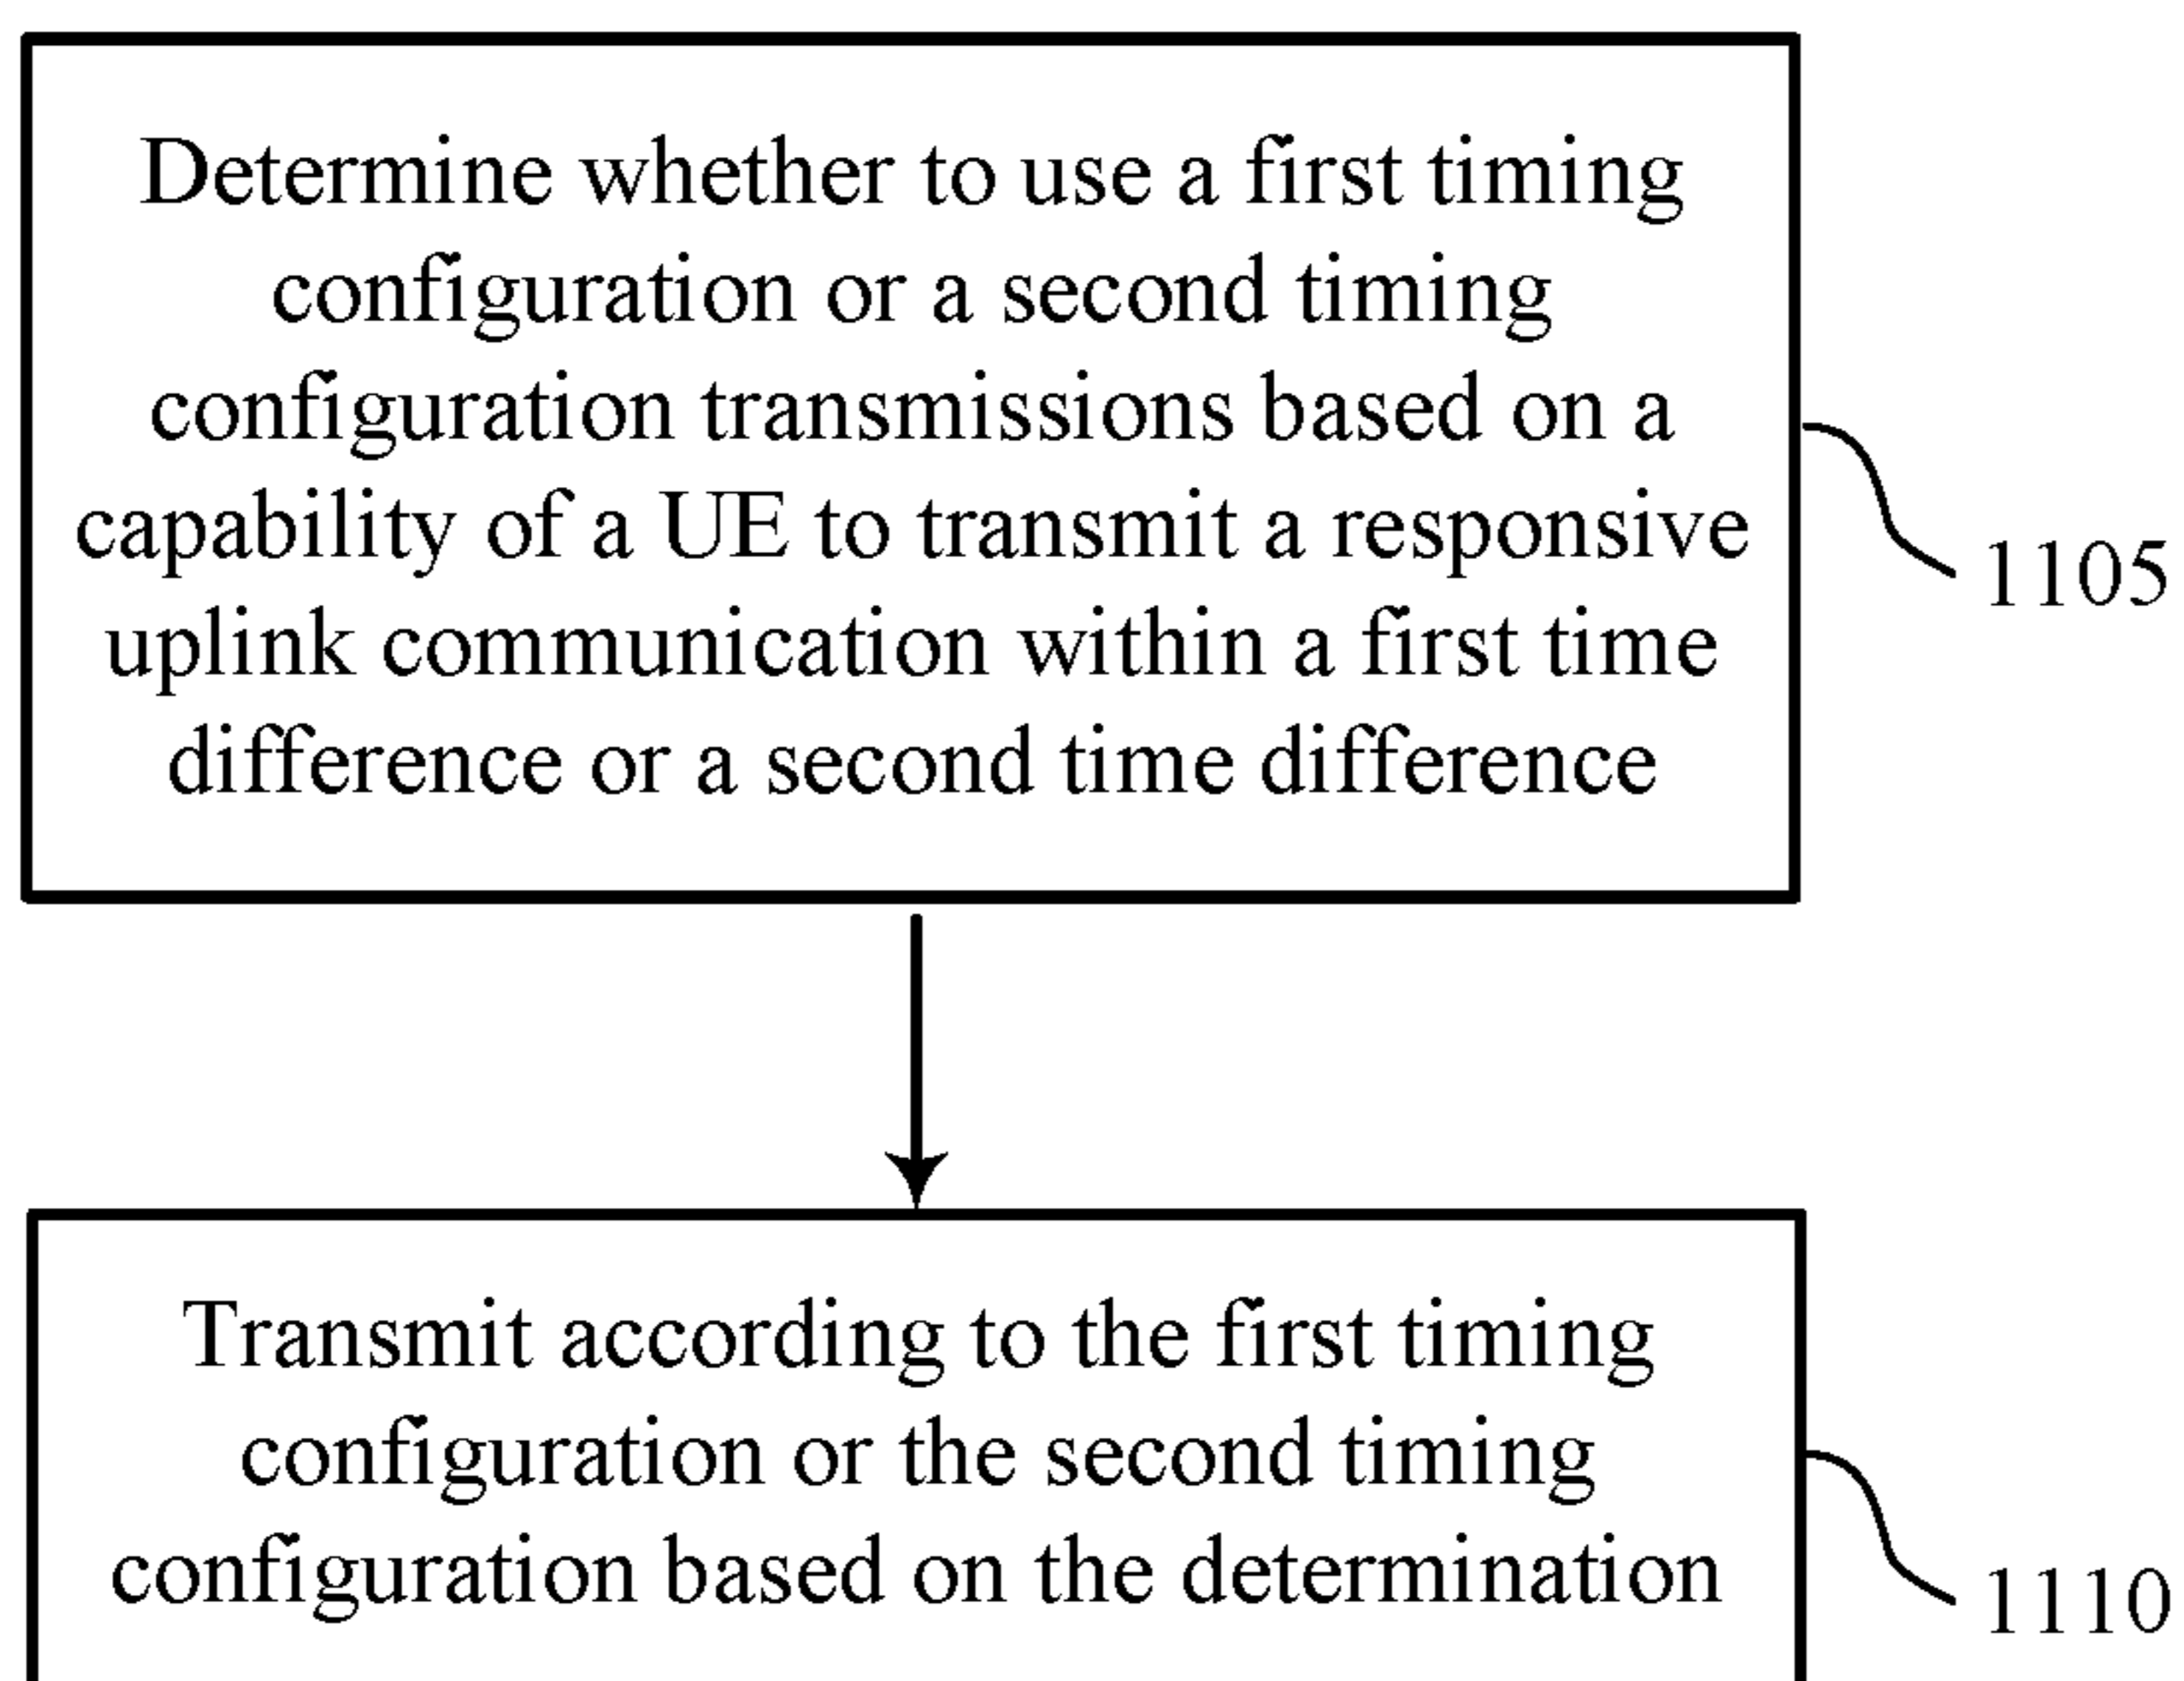 Determine whether to use a first timing
configuration or a second timing
configuration transmissions based on a
capability of a UE to transmit a responsive
uplink communication within a first time
difference or a second time difference
1105
Transmit according to the first timing
configuration or the second timing
configuration based on the determination
1110